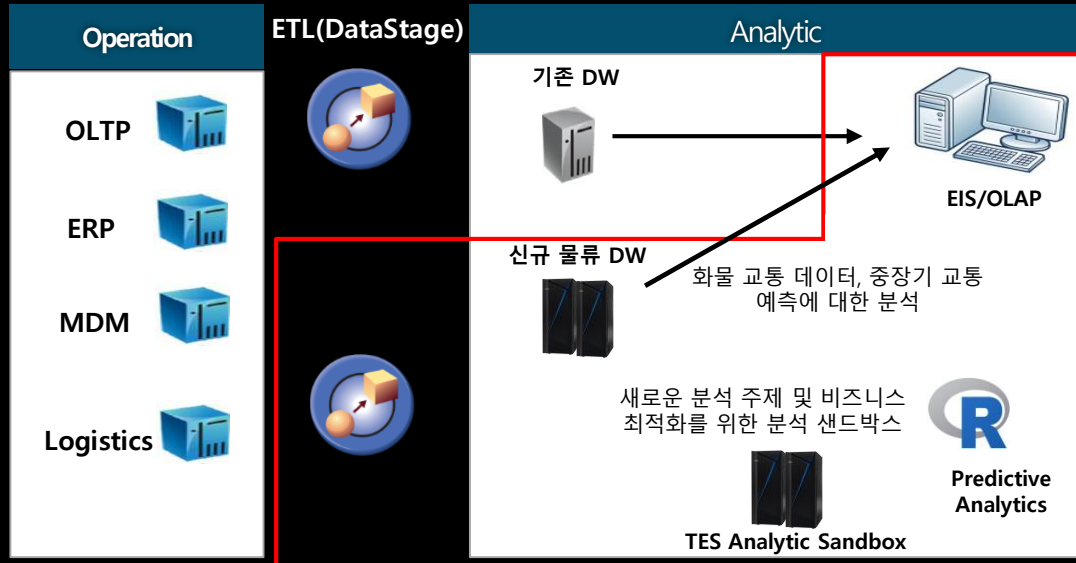 Operation
ETL(DataStage)
Analytic
OLTP
ERP
MDM
Logistics
기존 DW
EIS/OLAP
신규 물류 DW
화물 교통 데이터, 중장기 교통
예측에 대한 분석
새로운 분석 주제 및 비즈니스
최적화를 위한 분석 샌드박스
R
Predictive
Analytics
TES Analytic Sandbox